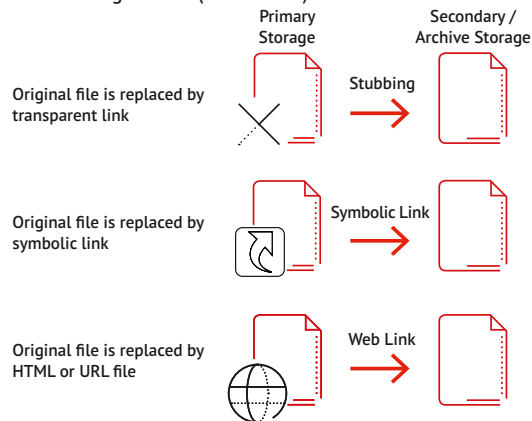 Primary
Storage
Secondary /
Archive Storage
Original file is replaced by
transparent link
Stubbing
Original file is replaced by
symbolic link
Symbolic Link
Original file is replaced by
HTML or URL file
Web Link